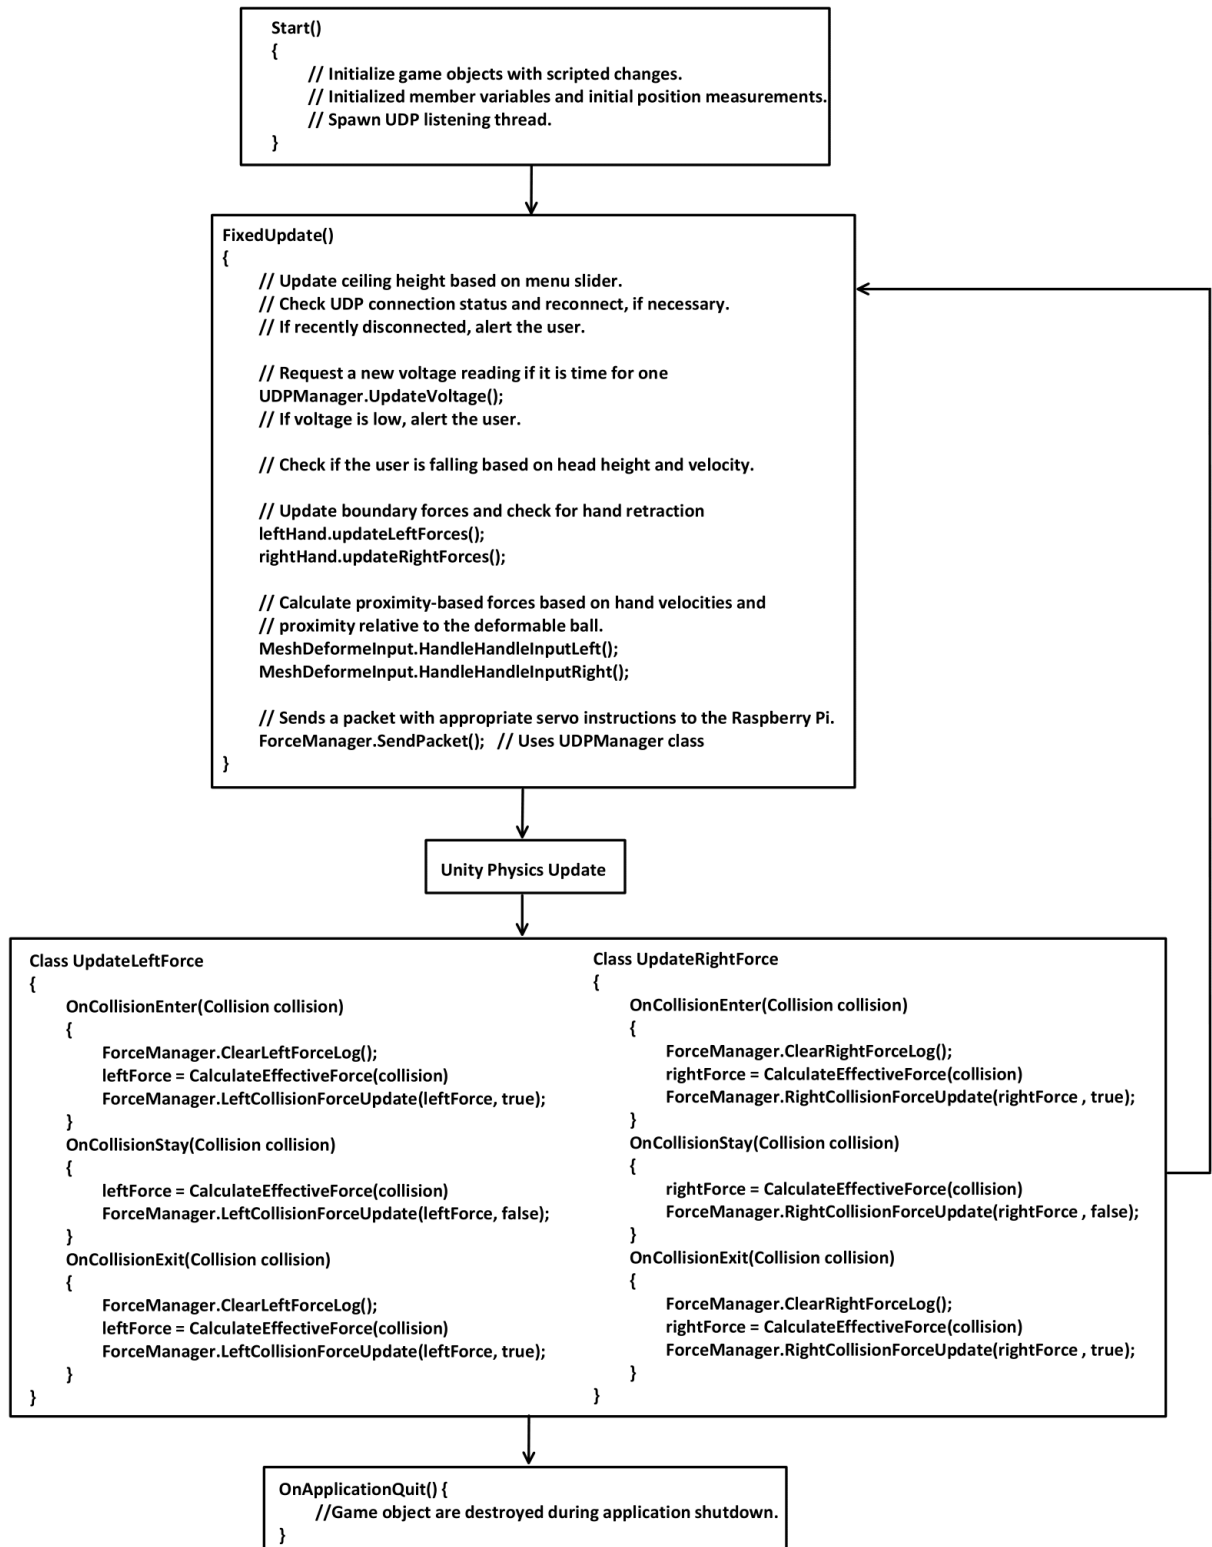 Start()
{
// Initialize game objects with scripted changes.
// Initialized member variables and initial position measurements.
// Spawn UDP listening thread.
}
FixedUpdate()
{
// Update ceiling height based on menu slider.
// Check UDP connection status and reconnect, if necessary.
// If recently disconnected, alert the user.
// Request a new voltage reading if it is time for one
UDPManager.UpdateVoltage();
// If voltage is low, alert the user.
// Check if the user is falling based on head height and velocity.
// Update boundary forces and check for hand retraction
leftHand.updateLeftForces();
rightHand.updateRightForces();
// Calculate proximity-based forces based on hand velocities and
// proximity relative to the deformable ball.
MeshDeformeInput.HandleHandleInputLeft();
MeshDeformeInput.HandleHandleInputRight();
// Sends a packet with appropriate servo instructions to the Raspberry Pi.
ForceManager.SendPacket();  // Uses UDPManager class
}
Unity Physics Update
Class UpdateLeftForce
{
OnCollisionEnter(Collision collision)
{
ForceManager.ClearLeftForceLog();
leftForce = CalculateEffectiveForce(collision)
ForceManager.LeftCollisionForceUpdate(leftForce, true);
}
OnCollisionStay(Collision collision)
{
leftForce = CalculateEffectiveForce(collision)
ForceManager.LeftCollisionForceUpdate(leftForce, false);
}
OnCollisionExit(Collision collision)
{
ForceManager.ClearLeftForceLog();
leftForce = CalculateEffectiveForce(collision)
ForceManager.LeftCollisionForceUpdate(leftForce, true);
}
}
Class UpdateRightForce
{
OnCollisionEnter(Collision collision)
{
ForceManager.ClearRightForceLog();
rightForce = CalculateEffectiveForce(collision)
ForceManager.RightCollisionForceUpdate(rightForce , true);
}
OnCollisionStay(Collision collision)
{
rightForce = CalculateEffectiveForce(collision)
ForceManager.RightCollisionForceUpdate(rightForce , false);
}
OnCollisionExit(Collision collision)
{
ForceManager.ClearRightForceLog();
rightForce = CalculateEffectiveForce(collision)
ForceManager.RightCollisionForceUpdate(rightForce , true);
}
}
OnApplicationQuit() {
//Game object are destroyed during application shutdown.
}